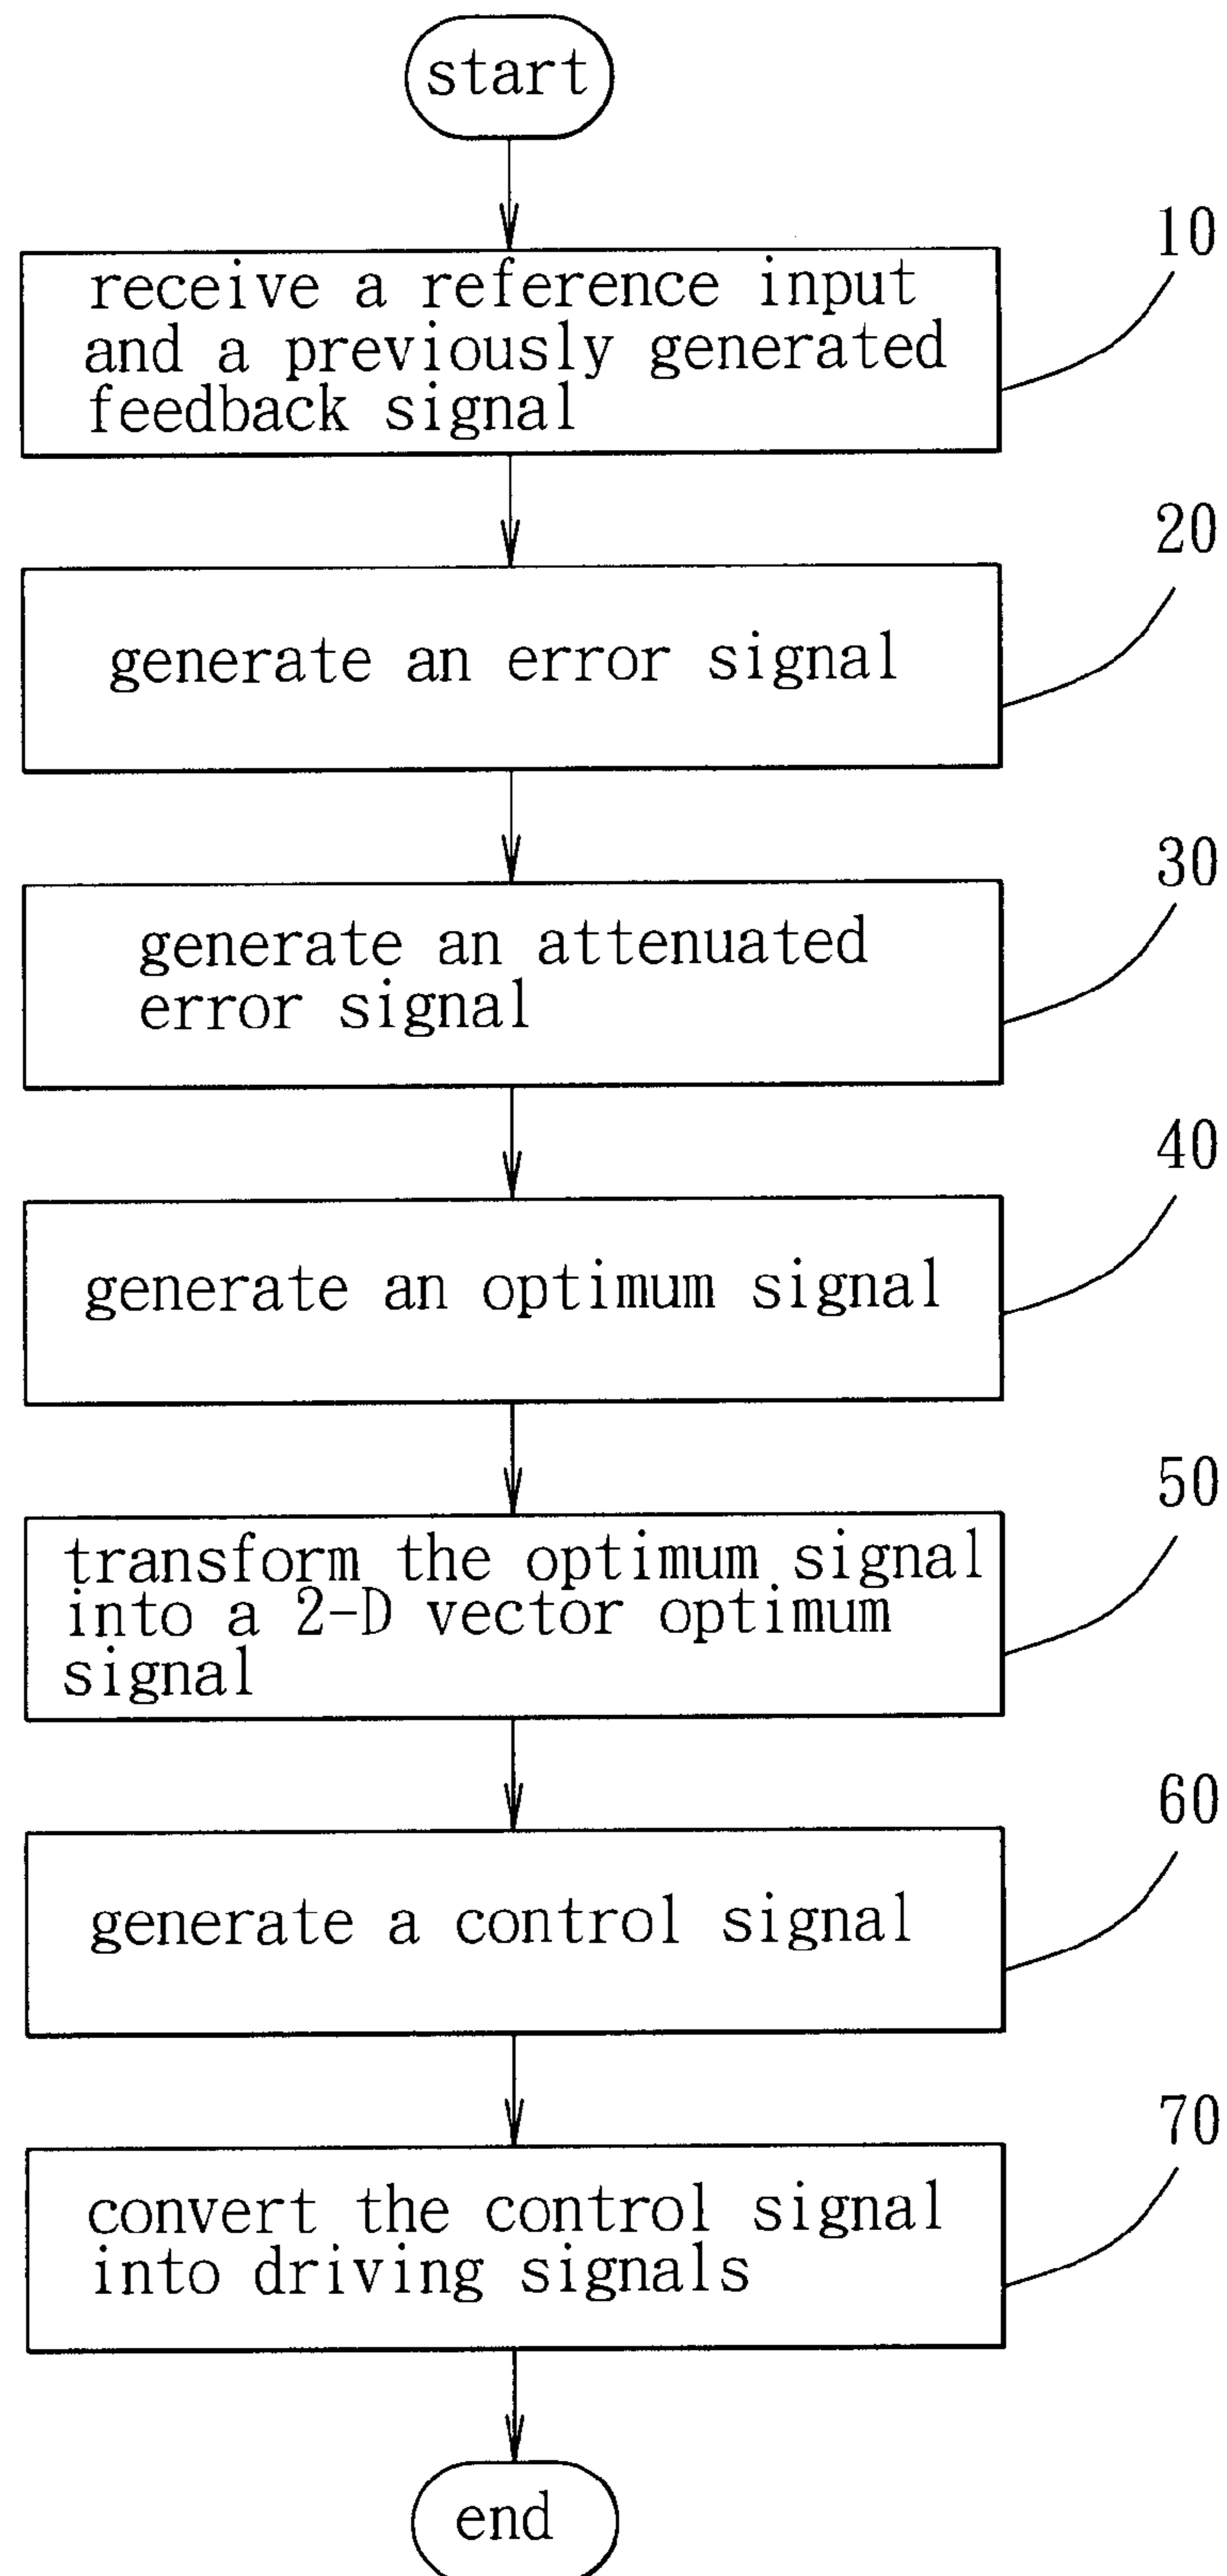 start
10
receive a reference input
and a previously generated
feedback signal
20
generate an error signal
30
generate an attenuated
error signal
40
generate an optimum signal
50
transform the optimum signal
into a 2-D vector optimum
signal
60
generate a control signal
70
convert the control signal
into driving signals
end